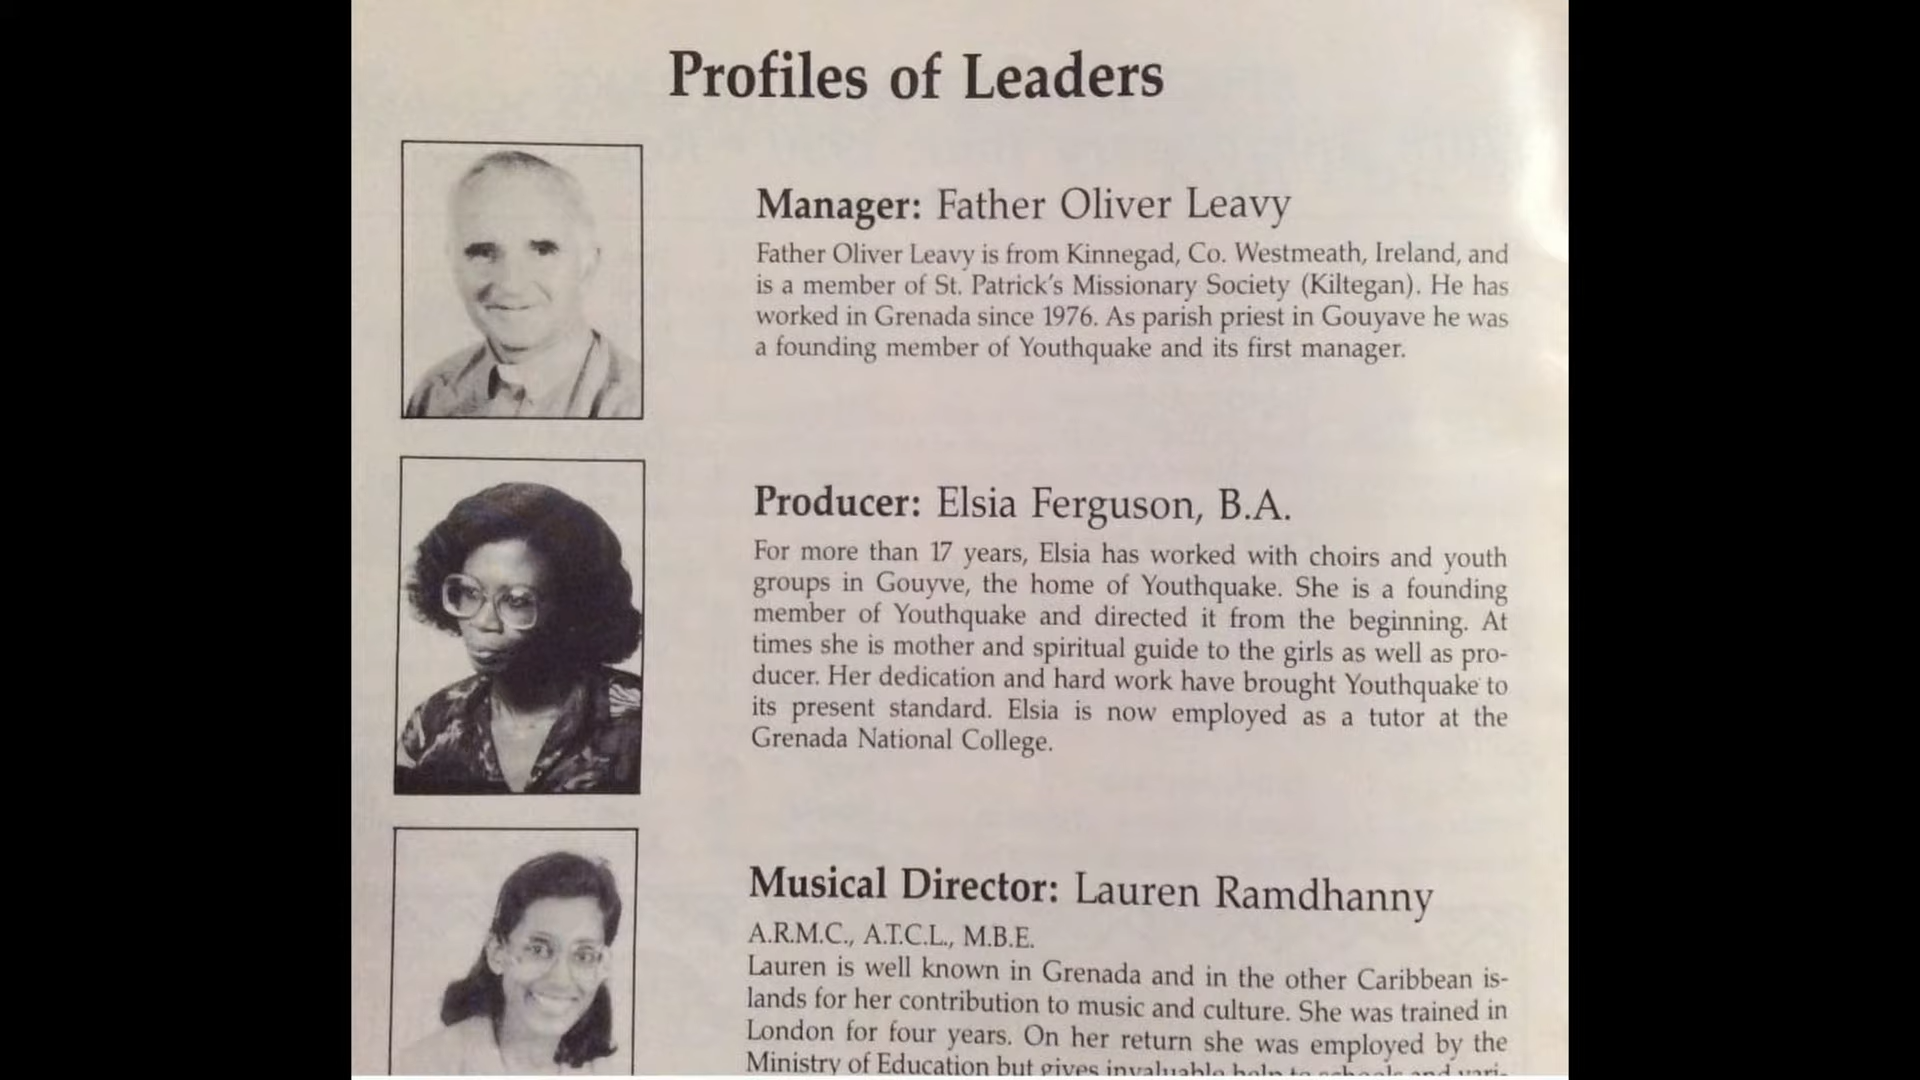 Profiles of Leaders
Manager: Father Oliver Leavy
Father Oliver Leavy is from Kinnegad, Co. Westmeath, Ireland, and
is a member of St. Patrick's Missionary Society (Kiltegan). He has
worked in Grenada since 1976. As parish priest in Gouyave he was
a founding member of Youthquake and its first manager.
Producer: Elsia Ferguson, B.A.
For more than 17 years, Elsia has worked with choirs and youth
groups in Gouyve, the home of Youthquake. She is a founding
member of Youthquake and directed it from the beginning. At
times she is mother and spiritual guide to the girls as well as pro-
ducer. Her dedication and hard work have brought Youthquake to
its present standard. Elsia is now employed as a tutor at the
Grenada National College.
Musical Director: Lauren Ramdhanny
A.R.M.C., A.T.C.L., M.B.E.
Lauren is well known in Grenada and in the other Caribbean is-
lands for her contribution to music and culture. She was trained in
London for four years. On her return she was employed by the
Ministry of Education but gives invaluable help to schools and vari-